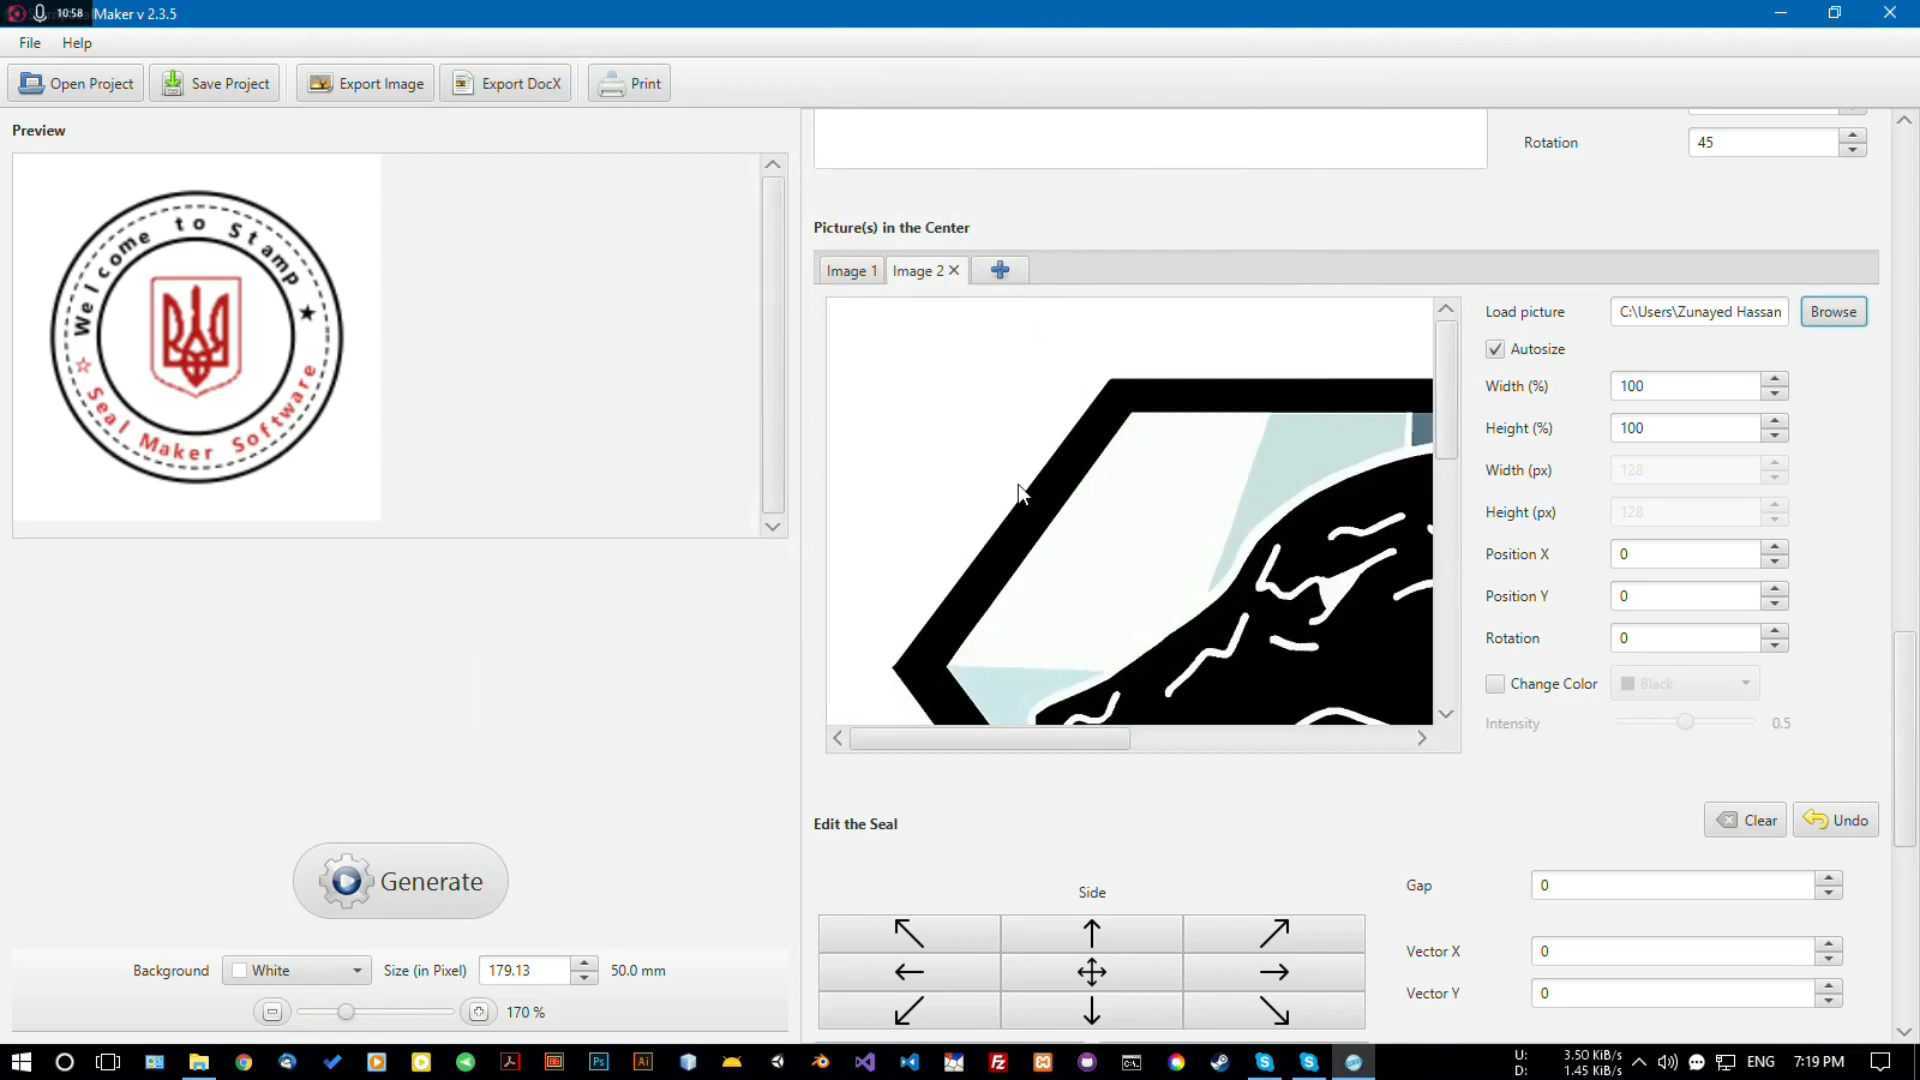 10:58 Maker v 2.3.5
File Help
Open Project Save Project Export Image Export DocX Print
Preview
Rotation 45
Welcome to Stamp
Seal Maker Software
Picture(s) in the Center
Image 1 Image 2
Load picture C:\Users\Zunayed Hassan Browse
Autosize
Width (%) 100
Height (%) 100
Width (px) 128
Height (px) 128
Position X 0
Position Y 0
Rotation 0
Change Color Black
Intensity 0.5
Edit the Seal Clear Undo
Side
Gap 0
Vector X 0
Vector Y 0
Generate
Background White Size (in Pixel) 179.13 50.0 mm
170 %
Ps Ai
U: 3.50 KiB/s
D: 1.45 KiB/s
ENG 7:19 PM